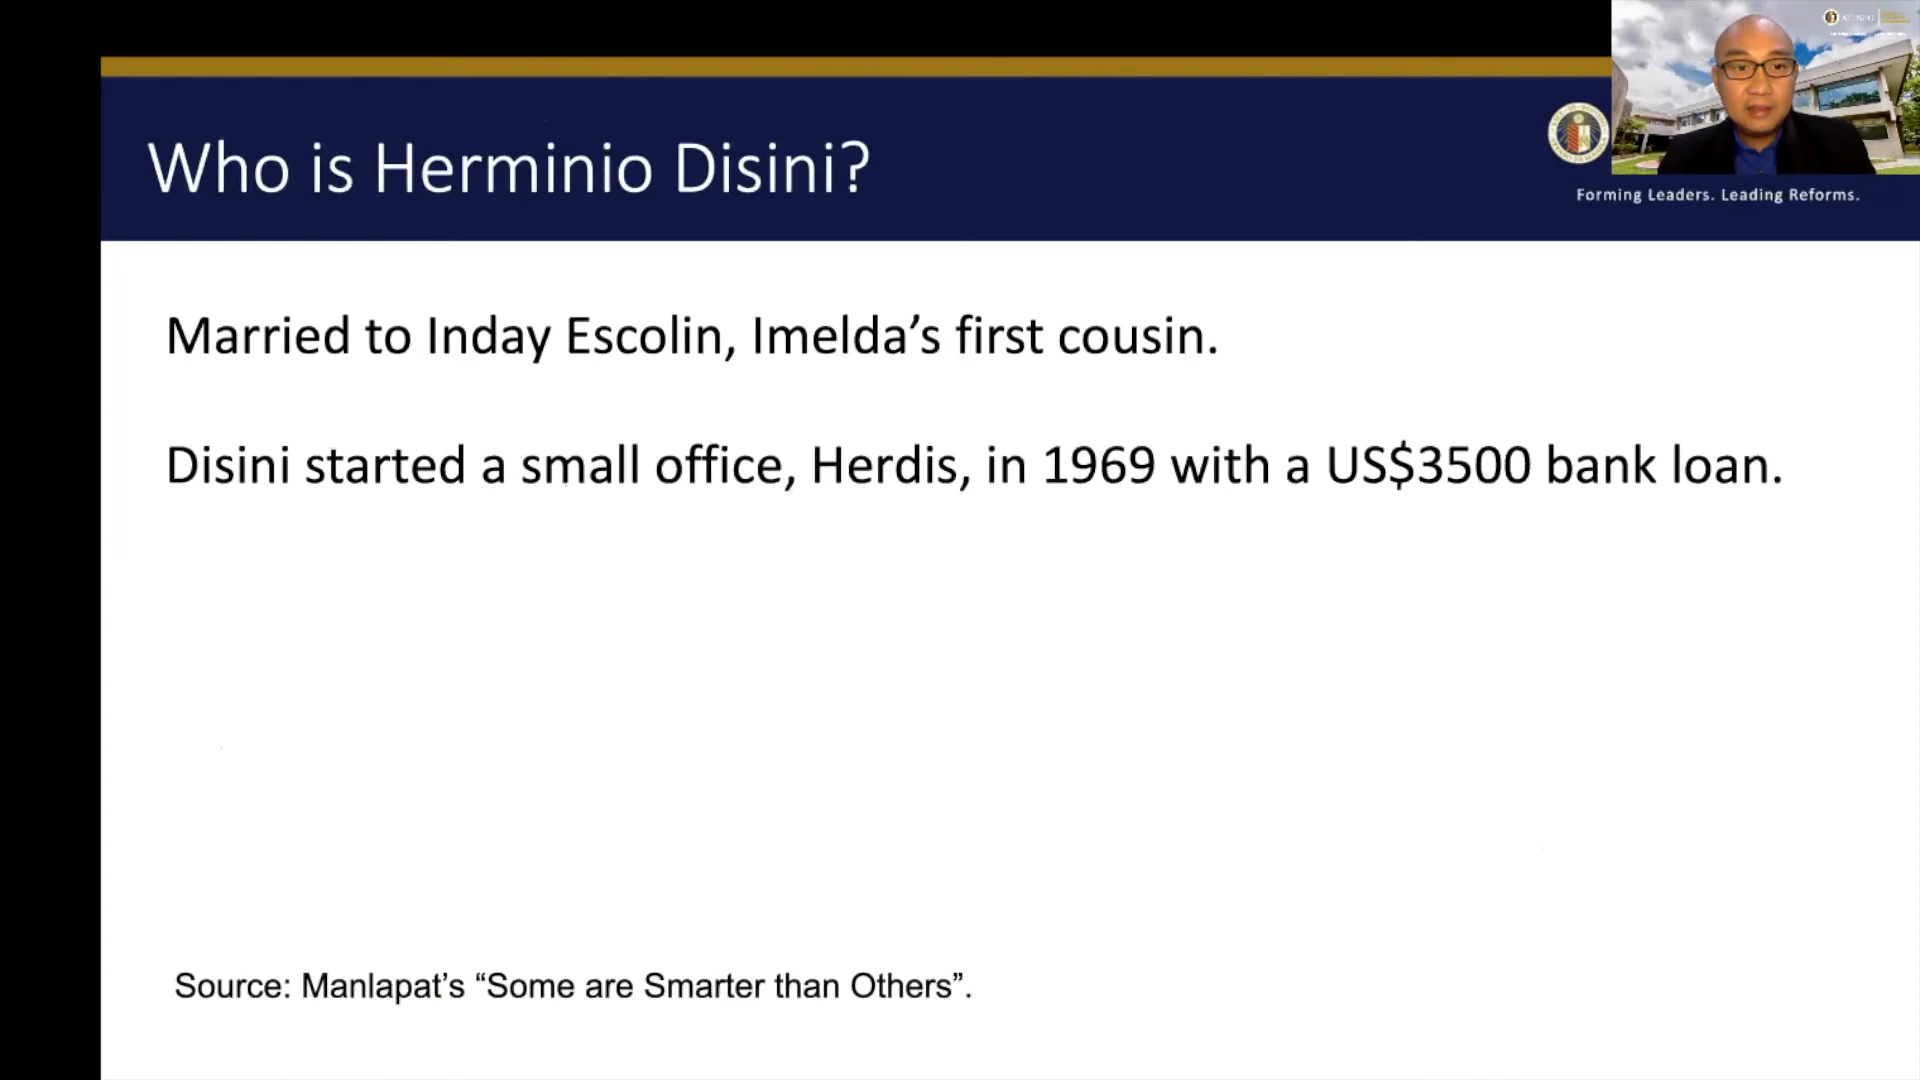 Who is Herminio Disini?
Forming Leaders. Leading Reforms.
Married to Inday Escolin, Imelda’s first cousin.
Disini started a small office, Herdis, in 1969 with a US$3500 bank loan.
Source: Manlapat’s “Some are Smarter than Others”.